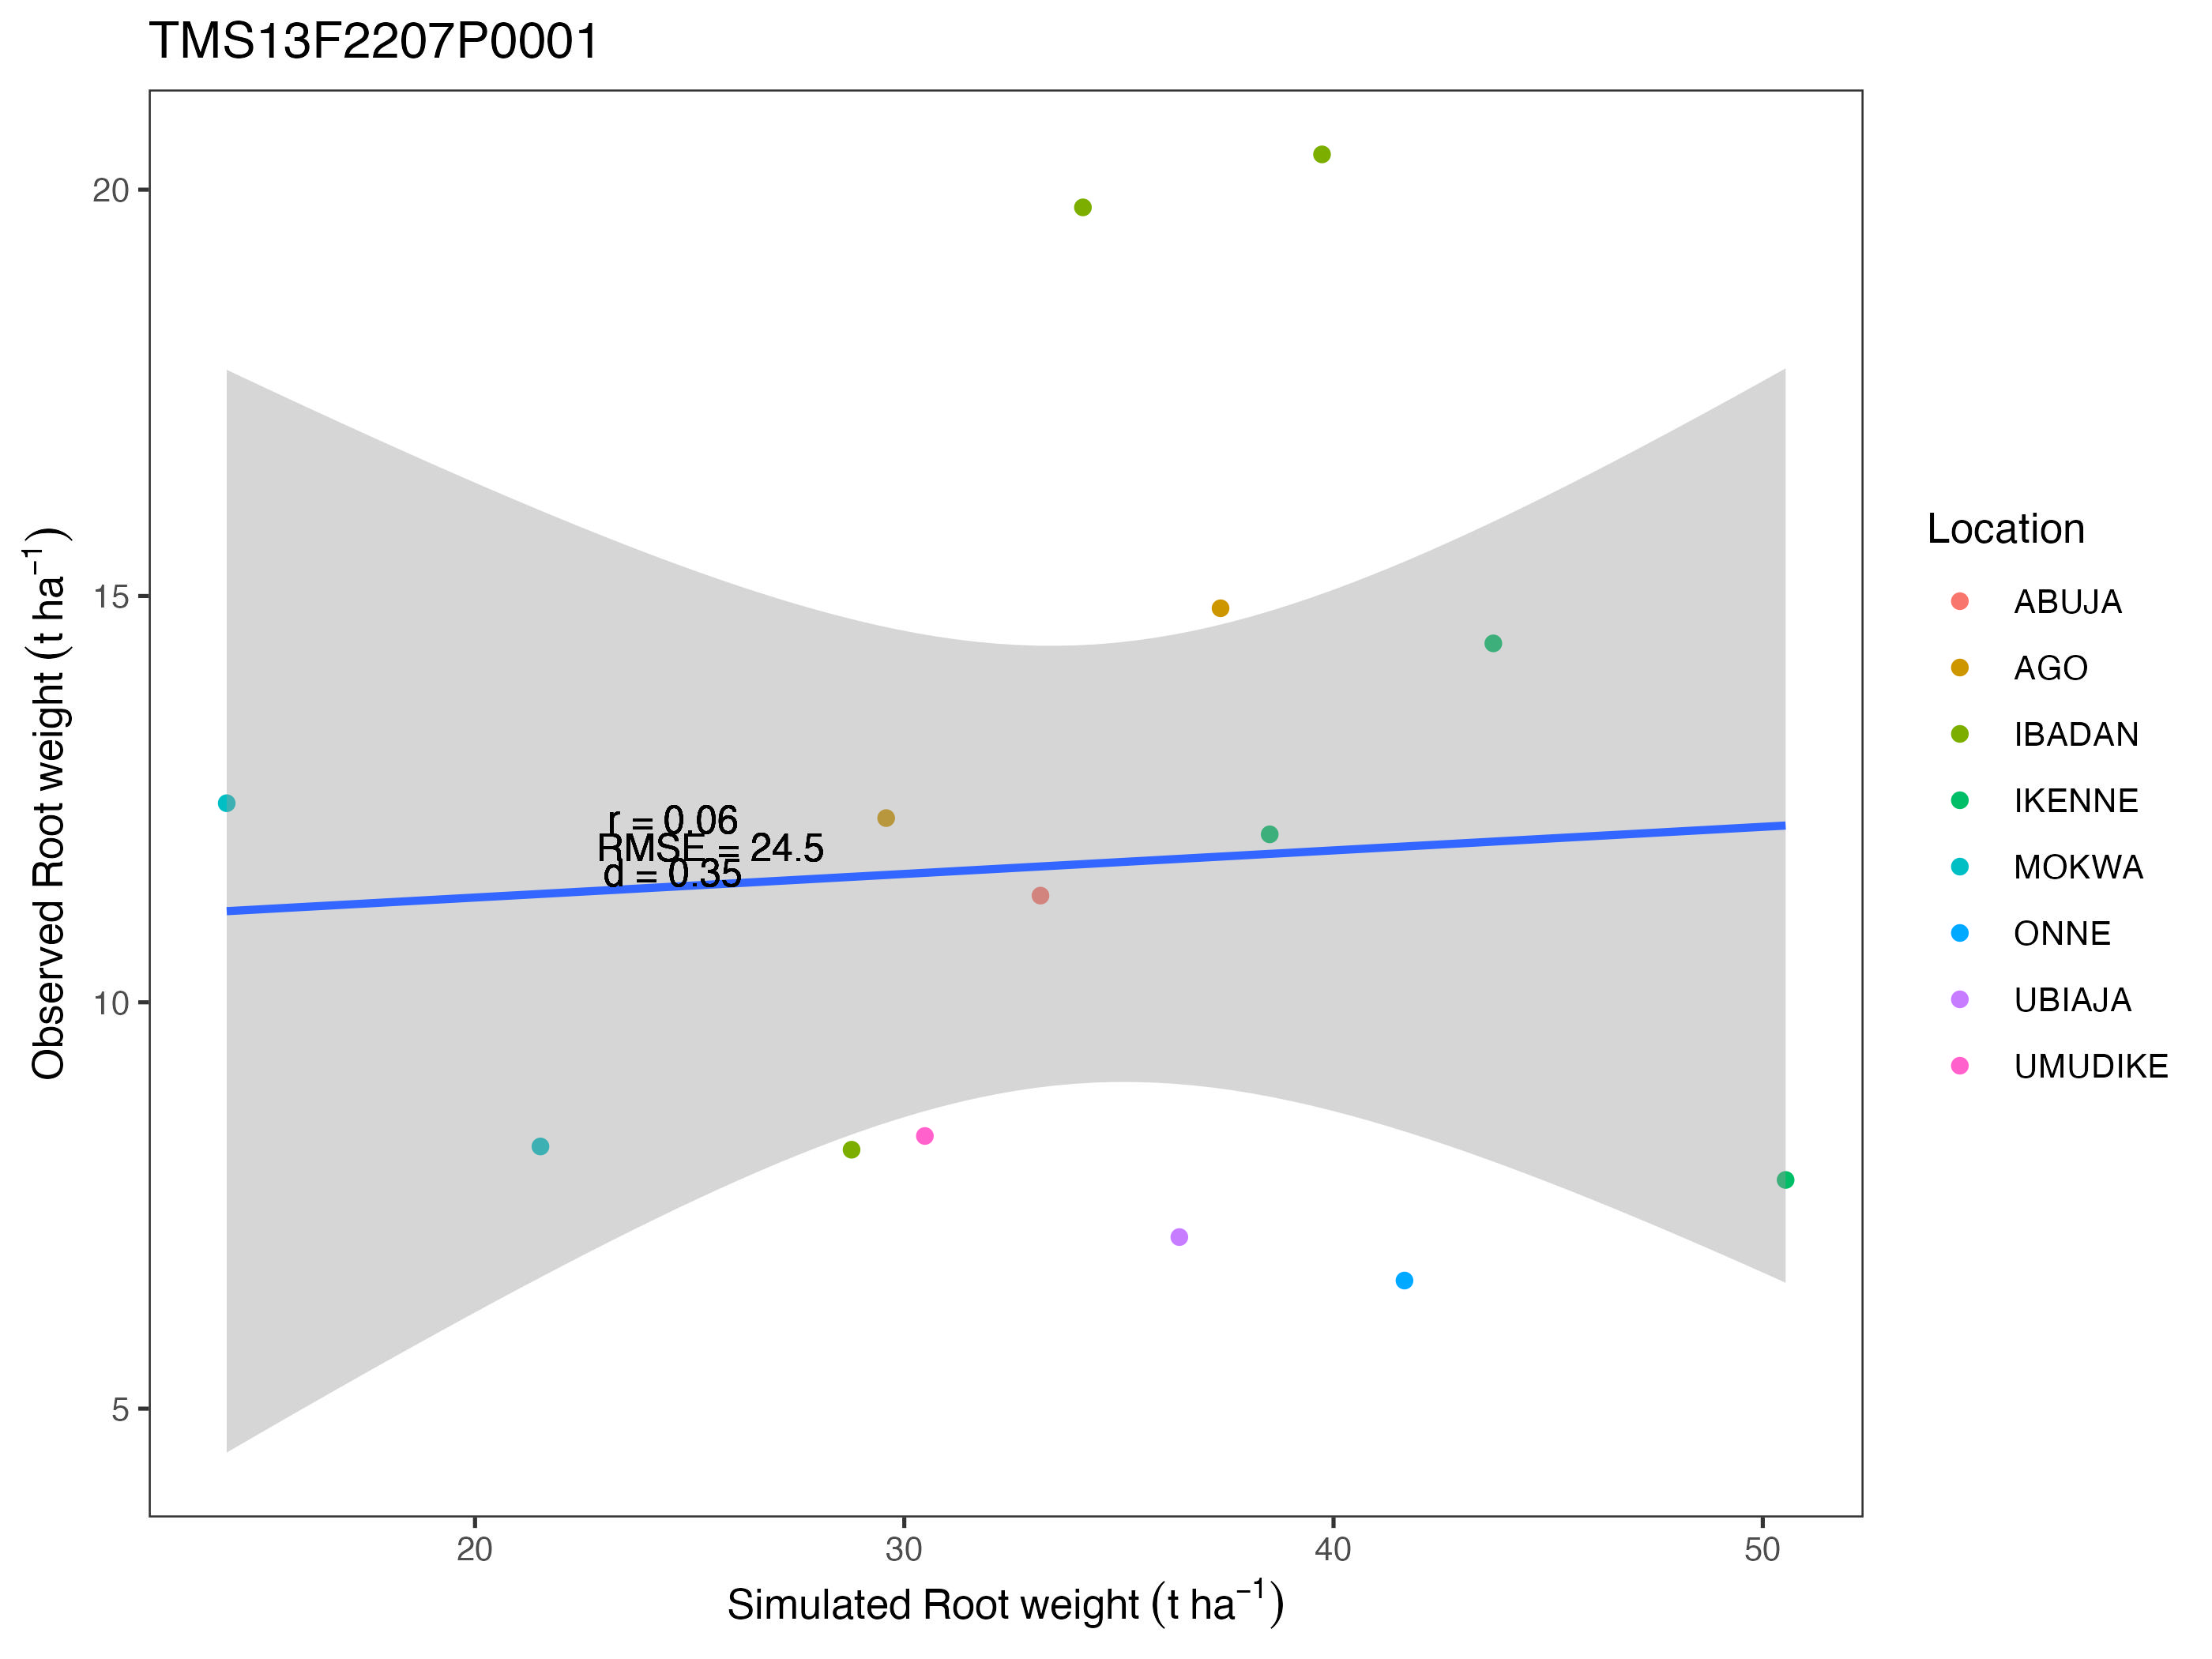 TMS13F2207P0001
Observed Root weight (t ha⁻¹)
20
15
10
5
r = 0.06
RMSE = 24.5
d = 0.35
20 30 40 50
Simulated Root weight (t ha⁻¹)
Location
ABUJA
AGO
IBADAN
IKENNE
MOKWA
ONNE
UBIAJA
UMUDIKE